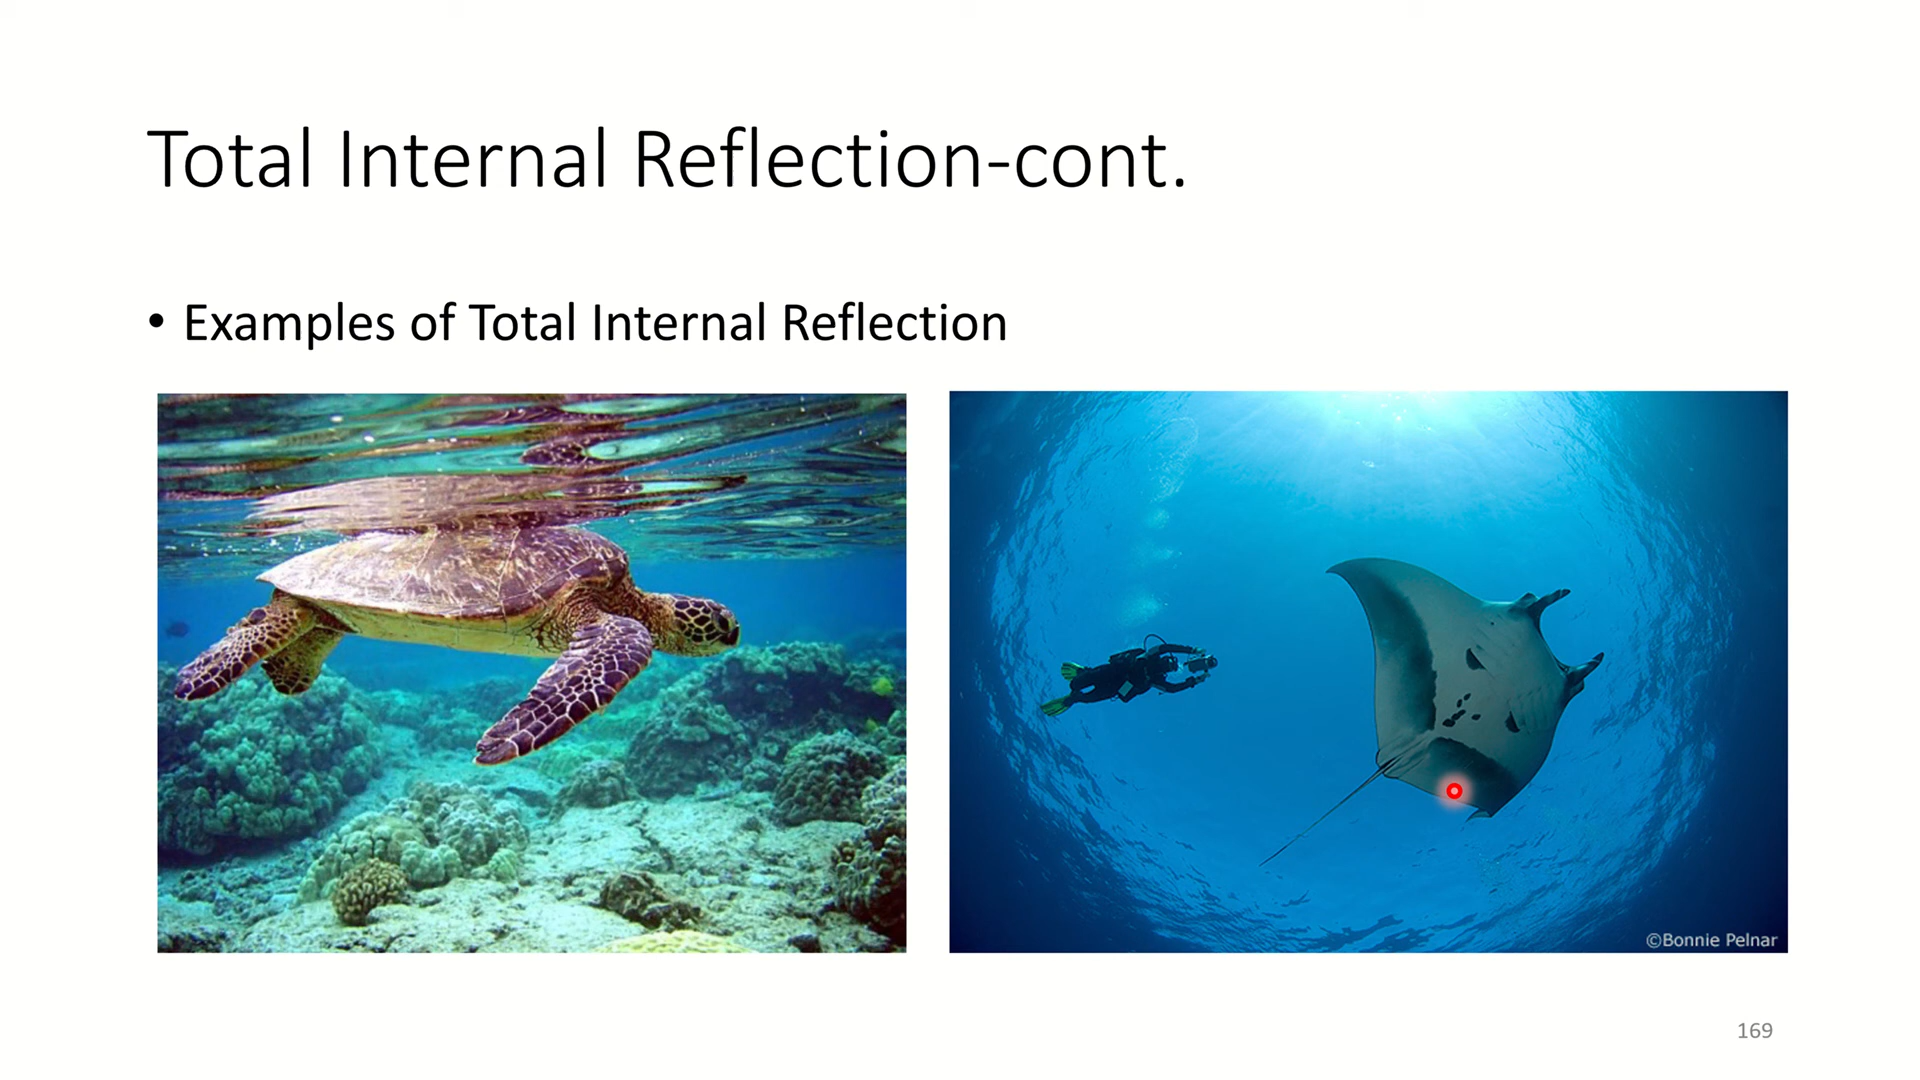 Total Internal Reflection-cont.
• Examples of Total Internal Reflection
©Bonnie Pelnar
169